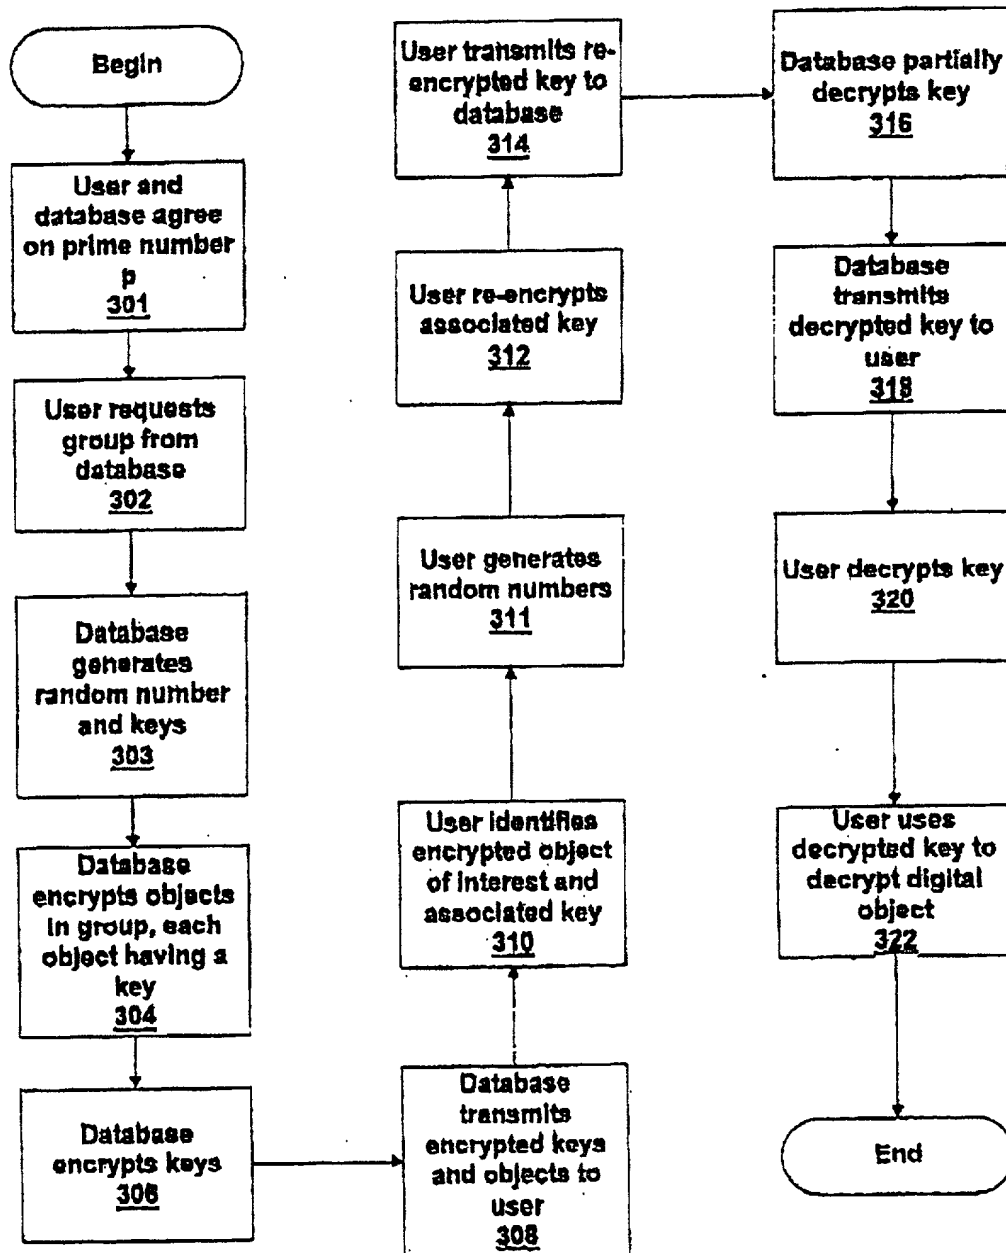 Begin
User and
database agree
on prime number
p
301
User requests
group from
database
302
Database
generates
random number
and keys
303
Database
encrypts objects
in group, each
object having a
key
304
Database
encrypts keys
306
Database
transmits
encrypted keys
and objects to
user
308
User identifies
encrypted object
of interest and
associated key
310
User generates
random numbers
311
User re-encrypts
associated key
312
User transmits re-
encrypted key to
database
314
Database partially
decrypts key
316
Database
transmits
decrypted key to
user
318
User decrypts key
320
User uses
decrypted key to
decrypt digital
object
322
End